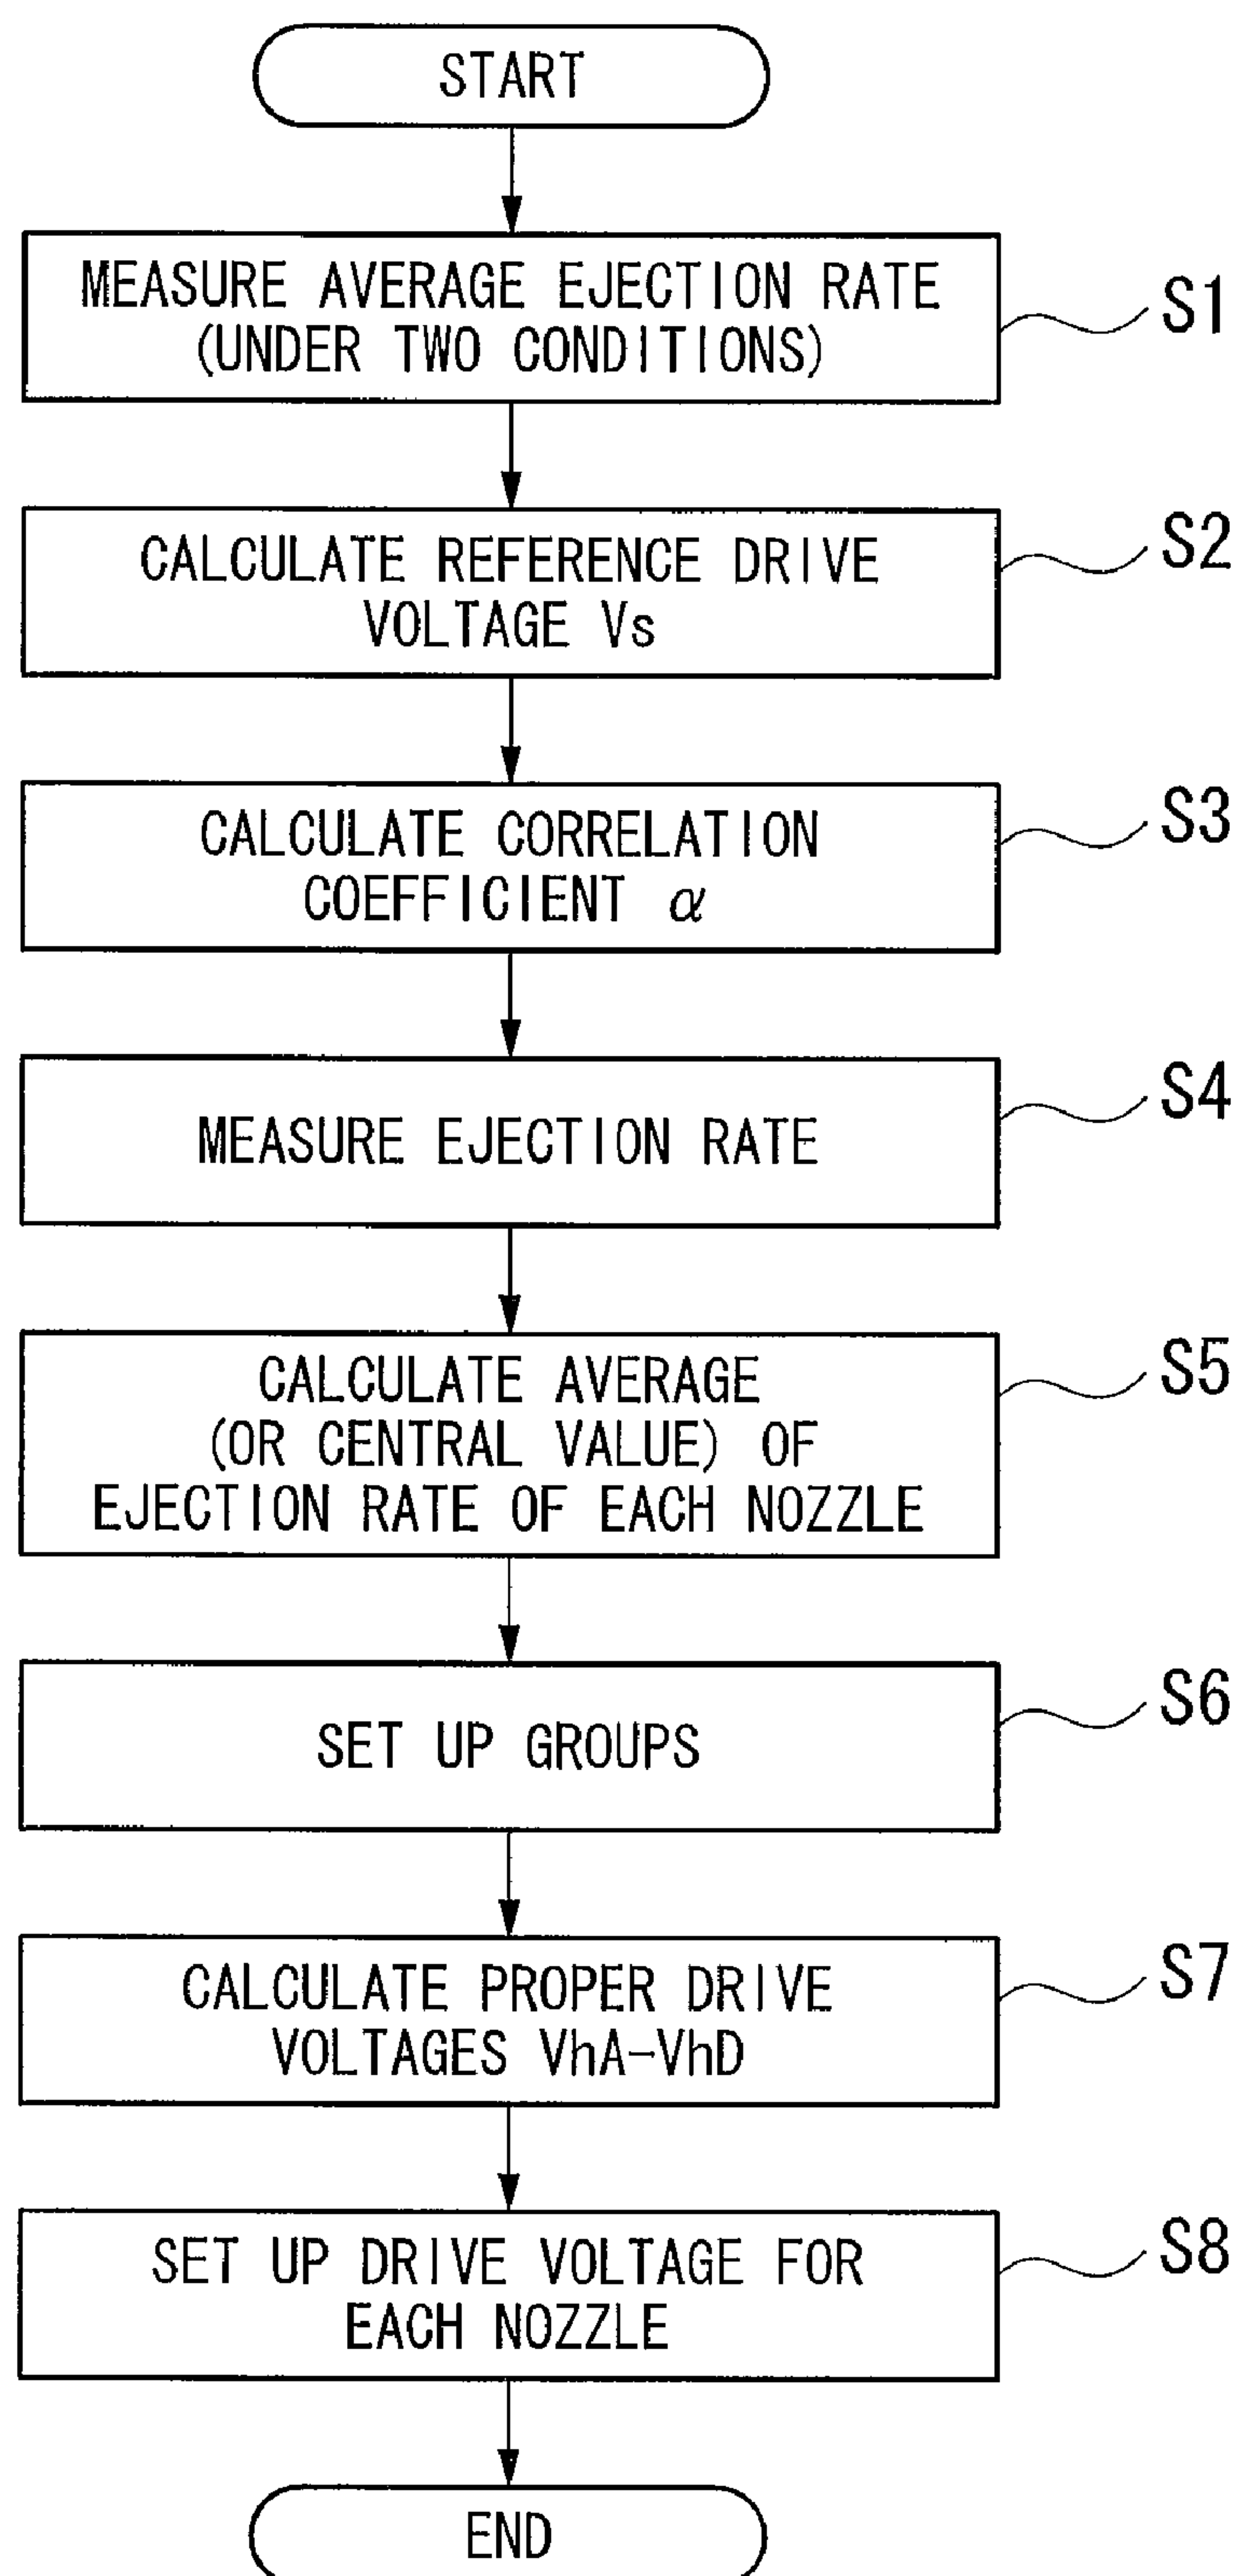 START
MEASURE AVERAGE EJECTION RATE
(UNDER TWO CONDITIONS)
S1
CALCULATE REFERENCE DRIVE
VOLTAGE Vs
S2
CALCULATE CORRELATION
COEFFICIENT α
S3
MEASURE EJECTION RATE
S4
CALCULATE AVERAGE
(OR CENTRAL VALUE) OF
EJECTION RATE OF EACH NOZZLE
S5
SET UP GROUPS
S6
CALCULATE PROPER DRIVE
VOLTAGES VhA-VhD
S7
SET UP DRIVE VOLTAGE FOR
EACH NOZZLE
S8
END